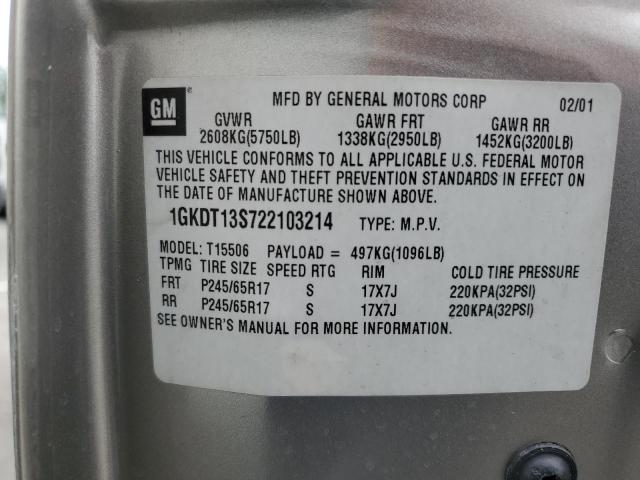 GM
MFD BY GENERAL MOTORS CORP 02/01
GVWR GAWR FRT GAWR RR
2608KG(5750LB) 1338KG(2950LB) 1452KG(3200LB)
THIS VEHICLE CONFORMS TO ALL APPLICABLE U.S. FEDERAL MOTOR
VEHICLE SAFETY AND THEFT PREVENTION STANDARDS IN EFFECT ON
THE DATE OF MANUFACTURE SHOWN ABOVE.
1GKDT13S722103214 TYPE: M.P.V.
MODEL: T15506 PAYLOAD = 497KG(1096LB)
TPMG TIRE SIZE SPEED RTG RIM COLD TIRE PRESSURE
FRT P245/65R17 S 17X7J 220KPA(32PSI)
RR P245/65R17 S 17X7J 220KPA(32PSI)
SEE OWNER'S MANUAL FOR MORE INFORMATION.